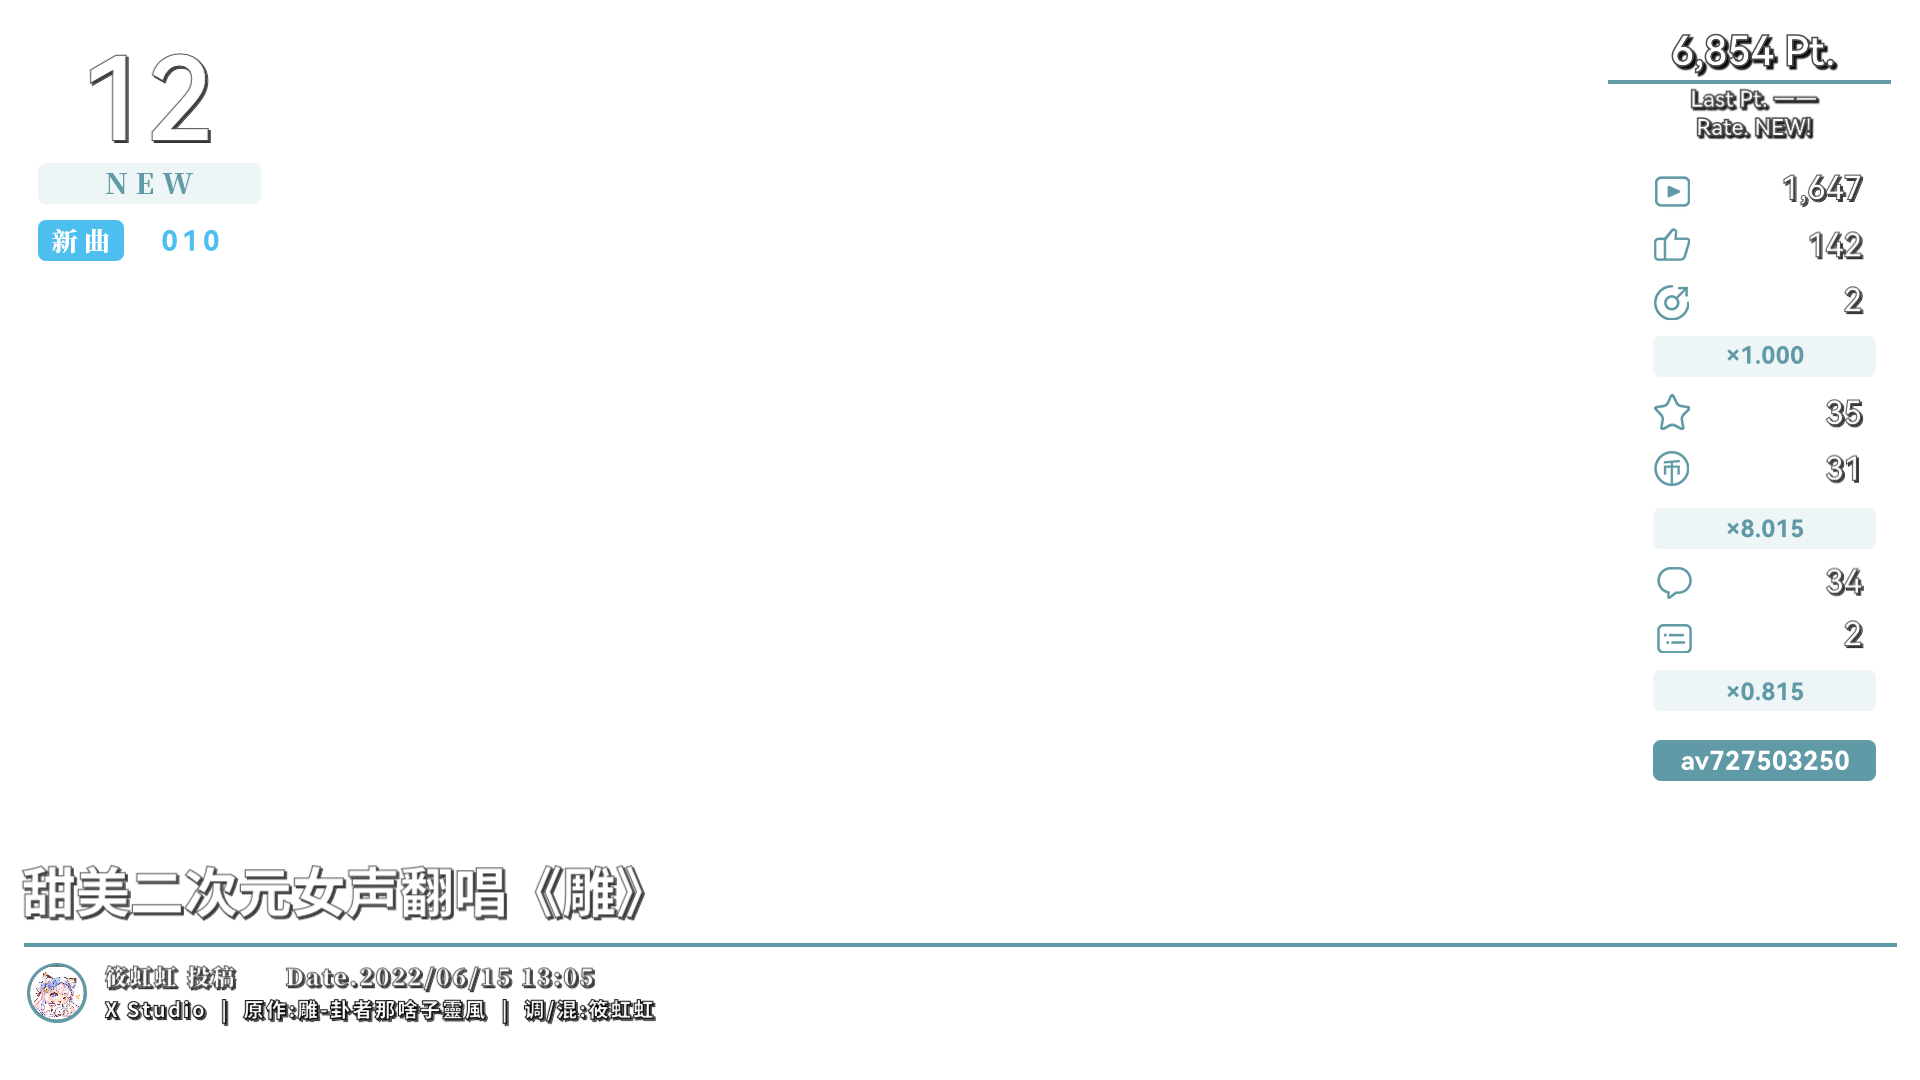 12
NEW
新曲 010
6,854 Pt.
Last Pt. ——
Rate. NEW!
1,647
142
2
×1.000
35
币 31
×8.015
34
2
×0.815
av727503250
甜美二次元女声翻唱《雕》
筱虹虹 投稿 Date.2022/06/15 13:05
X Studio | 原作:雕-卦者那啥子靈風 | 调/混:筱虹虹